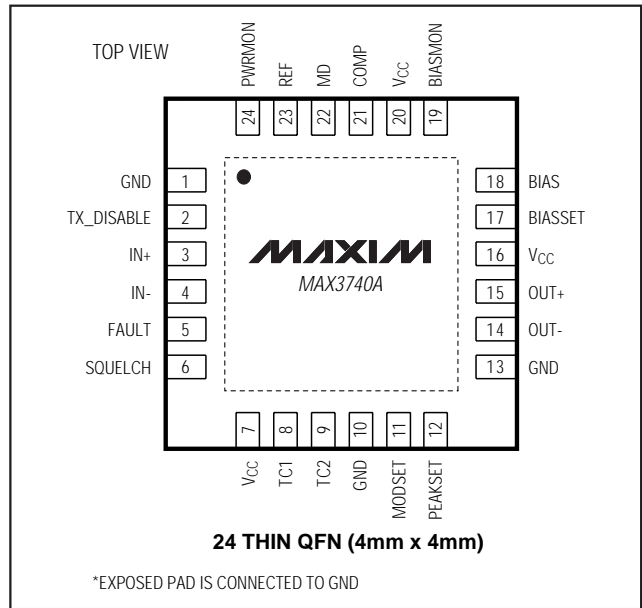 TOP VIEW
PWRMON
REF
MD
COMP
VCC
BIASMON
24
23
22
21
20
19
GND 1
TX_DISABLE 2
IN+ 3
IN- 4
FAULT 5
SQUELCH 6
18 BIAS
17 BIASSET
16 VCC
15 OUT+
14 OUT-
13 GND
MAXIM
MAX3740A
7
8
9
10
11
12
VCC
TC1
TC2
GND
MODSET
PEAKSET
24 THIN QFN (4mm x 4mm)
*EXPOSED PAD IS CONNECTED TO GND